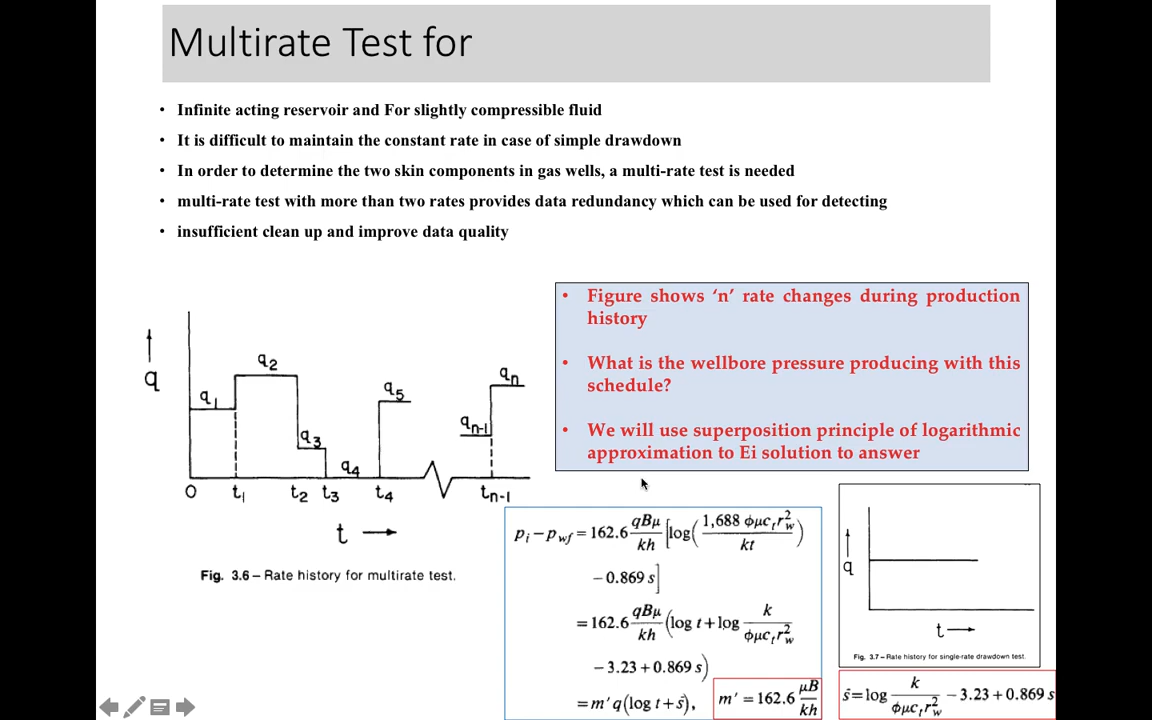 Multirate Test for
• Infinite acting reservoir and For slightly compressible fluid
• It is difficult to maintain the constant rate in case of simple drawdown
• In order to determine the two skin components in gas wells, a multi-rate test is needed
• multi-rate test with more than two rates provides data redundancy which can be used for detecting
• insufficient clean up and improve data quality
• Figure shows ‘n’ rate changes during production
history
• What is the wellbore pressure producing with this
schedule?
• We will use superposition principle of logarithmic
approximation to Ei solution to answer
q
q₁
q₂
q₃
q₄
q₅
qₙ₋₁
qₙ
0 t₁ t₂ t₃ t₄ tₙ₋₁
t
Fig. 3.6 – Rate history for multirate test.
p_i − p_wf = 162.6 qBμ/kh [log(1,688 ϕμc_t r_w²/kt)
− 0.869 s]
= 162.6 qBμ/kh (log t + log k/ϕμc_t r_w²
− 3.23 + 0.869 s)
= m′q(log t + s̄),
m′ = 162.6 μB/kh
q
t
Fig. 3.7 – Rate history for single-rate drawdown test.
s̄ = log k/ϕμc_t r_w² − 3.23 + 0.869 s